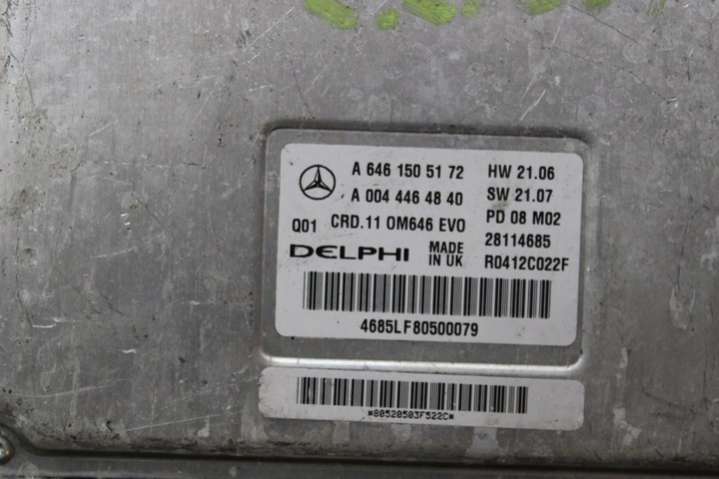 A 646 150 51 72 HW 21.06
A 004 446 48 40 SW 21.07
Q01 CRD.11 OM646 EVO PD 08 M02
DELPHI MADE IN UK 28114685
R0412C022F
4685LF80500079
*80520503F522C*